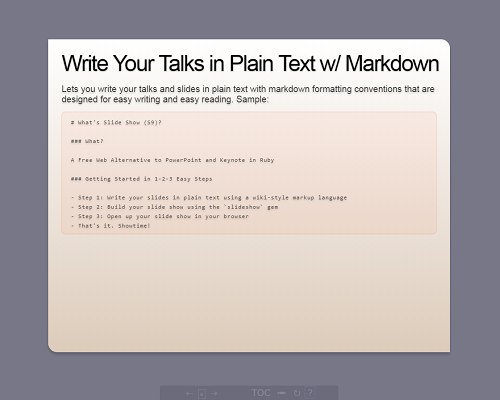 Write Your Talks in Plain Text w/ Markdown
Lets you write your talks and slides in plain text with markdown formatting conventions that are
designed for easy writing and easy reading. Sample:
# What's Slide Show (S9)?
### What?
A Free Web Alternative to PowerPoint and Keynote in Ruby
### Getting Started in 1-2-3 Easy Steps
- Step 1: Write your slides in plain text using a wiki-style markup language
- Step 2: Build your slide show using the `slideshow` gem
- Step 3: Open up your slide show in your browser
- That's it. Showtime!
TOC — ↻ ?